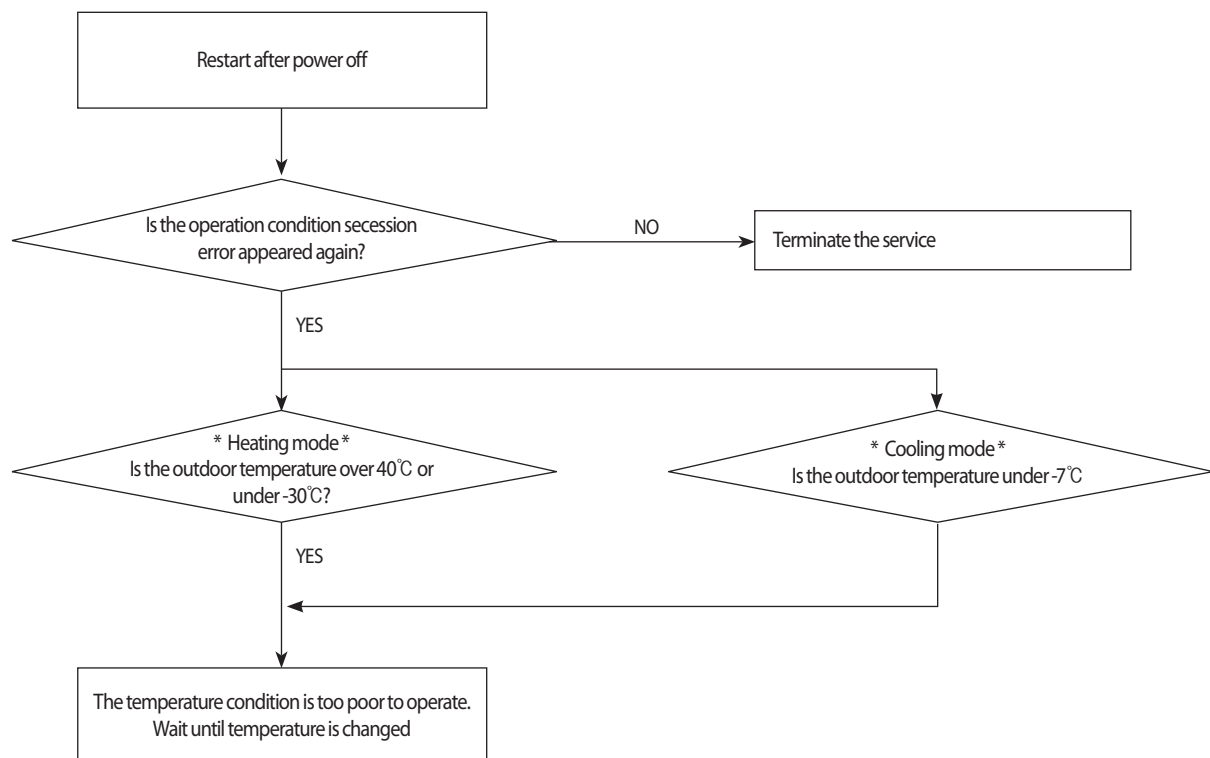 Restart after power off
Is the operation condition secession
error appeared again?
NO
Terminate the service
YES
* Heating mode *
Is the outdoor temperature over 40℃ or
under -30℃?
* Cooling mode *
Is the outdoor temperature under -7℃
YES
The temperature condition is too poor to operate.
Wait until temperature is changed